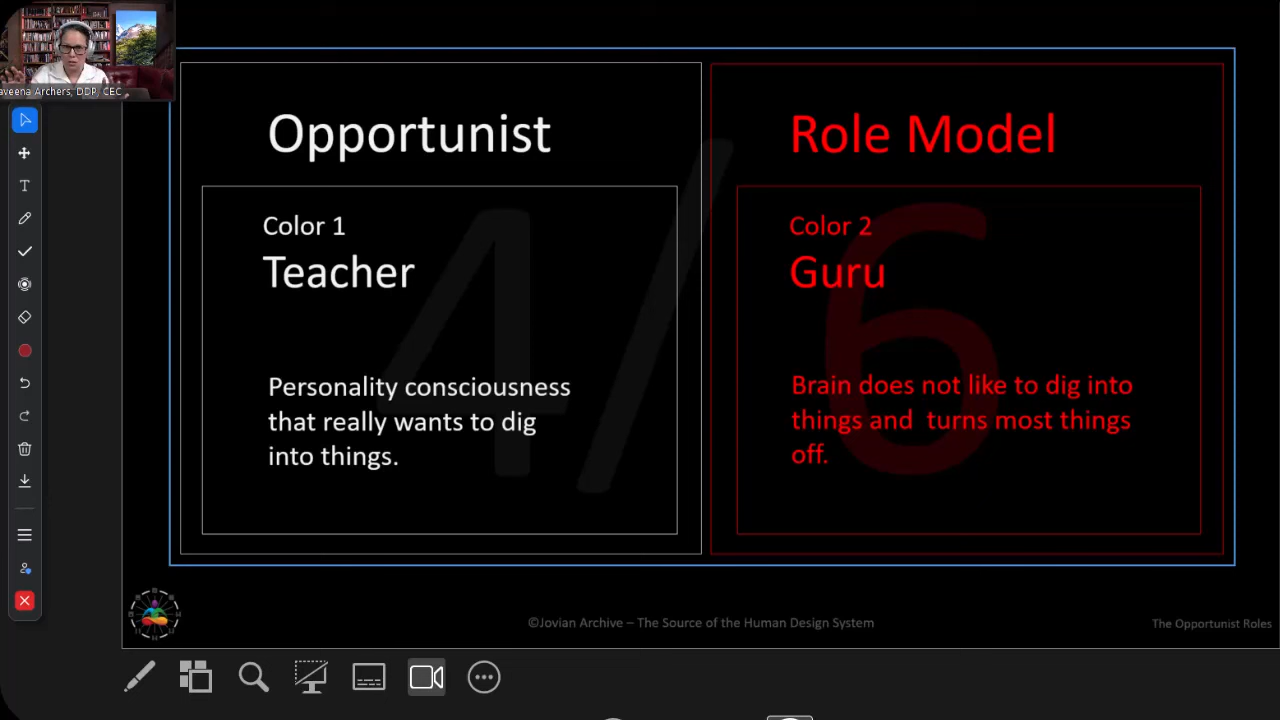 aveena Archers, DDP, CEC
Opportunist
Color 1
Teacher
Personality consciousness
that really wants to dig
into things.
4/6
Role Model
Color 2
Guru
Brain does not like to dig into
things and  turns most things
off.
©Jovian Archive – The Source of the Human Design System
The Opportunist Roles